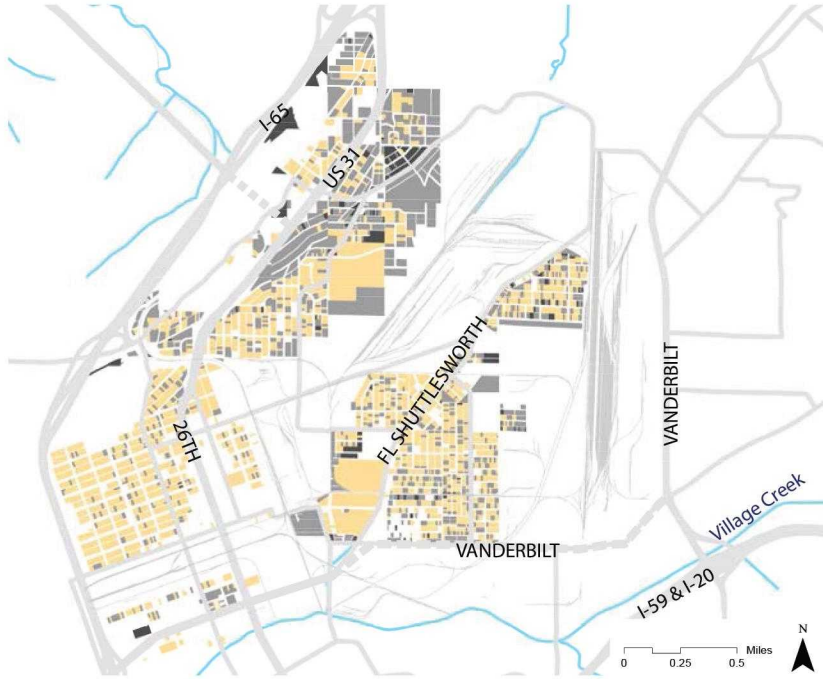 I-65
US 31
FL SHUTTLESWORTH
VANDERBILT
26TH
Village Creek
VANDERBILT
I-59 & I-20
N
Miles
0 0.25 0.5